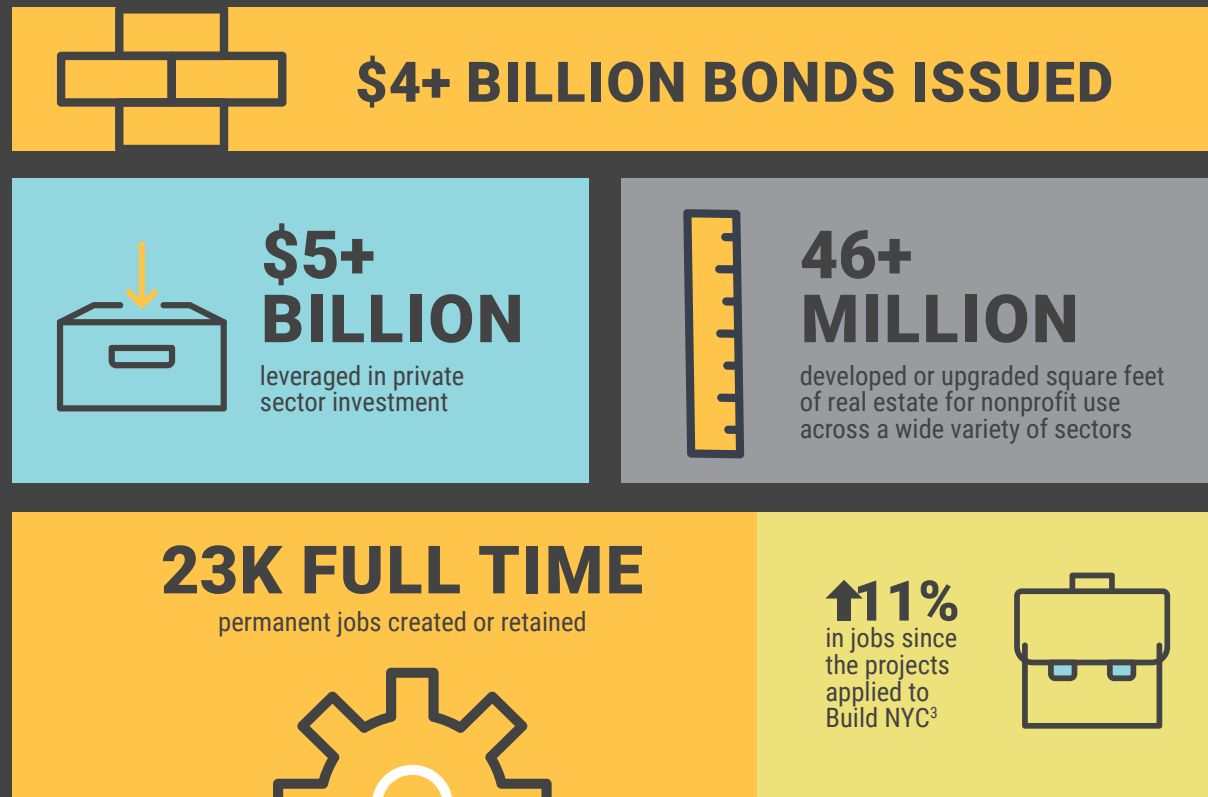 $4+ BILLION BONDS ISSUED
$5+
BILLION
leveraged in private
sector investment
46+
MILLION
developed or upgraded square feet
of real estate for nonprofit use
across a wide variety of sectors
23K FULL TIME
permanent jobs created or retained
⬆11%
in jobs since
the projects
applied to
Build NYC³